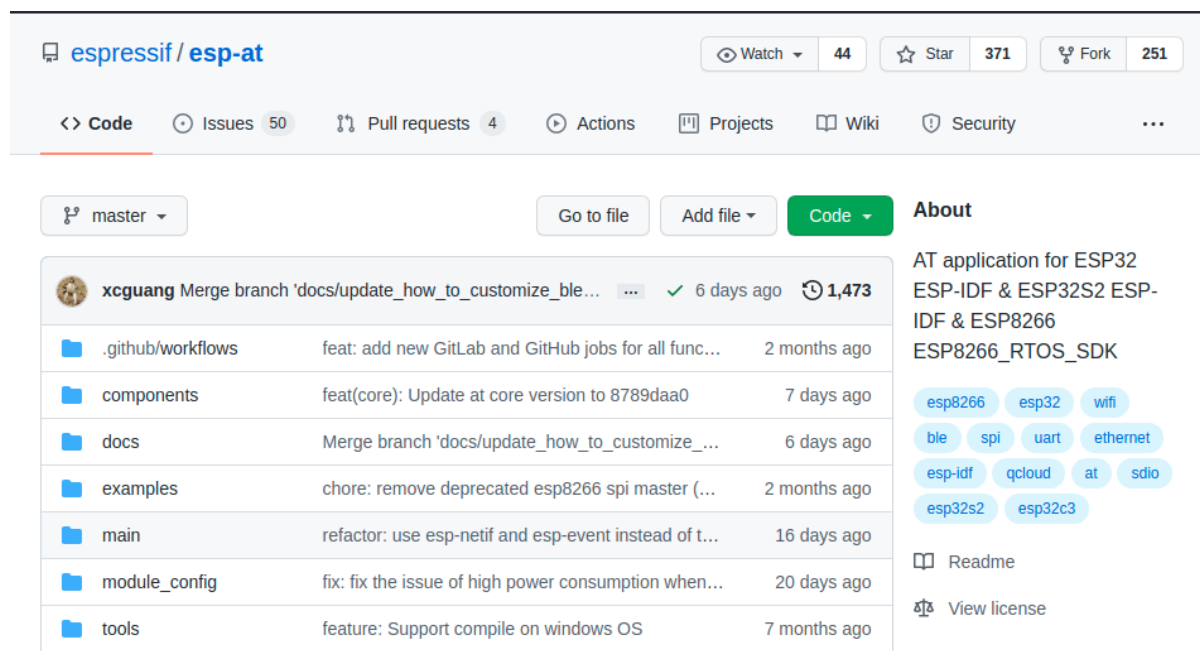 espressif / esp-at Watch 44 Star 371 Fork 251
<> Code Issues 50 Pull requests 4 Actions Projects Wiki Security ...
master Go to file Add file Code
xcguang Merge branch 'docs/update_how_to_customize_ble... ... 6 days ago 1,473
.github/workflows feat: add new GitLab and GitHub jobs for all func... 2 months ago
components feat(core): Update at core version to 8789daa0 7 days ago
docs Merge branch 'docs/update_how_to_customize_... 6 days ago
examples chore: remove deprecated esp8266 spi master (... 2 months ago
main refactor: use esp-netif and esp-event instead of t... 16 days ago
module_config fix: fix the issue of high power consumption when... 20 days ago
tools feature: Support compile on windows OS 7 months ago
About
AT application for ESP32
ESP-IDF & ESP32S2 ESP-
IDF & ESP8266
ESP8266_RTOS_SDK
esp8266 esp32 wifi
ble spi uart ethernet
esp-idf qcloud at sdio
esp32s2 esp32c3
Readme
View license